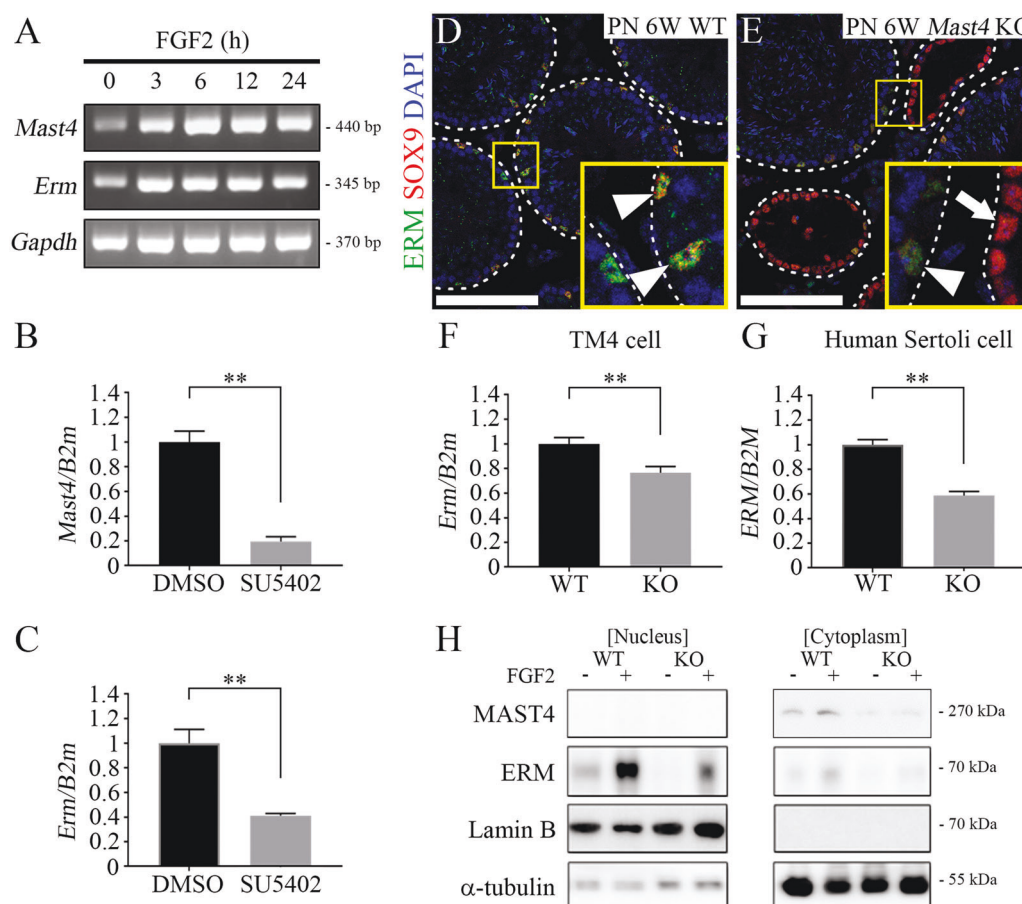 A
FGF2 (h)
0 3 6 12 24
Mast4
- 440 bp
Erm
- 345 bp
Gapdh
- 370 bp
ERM SOX9 DAPI
D
PN 6W WT
E
PN 6W Mast4 KO
B
**
Mast4/B2m
1.4
1.2
1
0.8
0.6
0.4
0.2
0
DMSO SU5402
C
**
Erm/B2m
1.4
1.2
1
0.8
0.6
0.4
0.2
0
DMSO SU5402
F
TM4 cell
**
Erm/B2m
1.4
1.2
1
0.8
0.6
0.4
0.2
0
WT KO
G
Human Sertoli cell
**
ERM/B2M
1.4
1.2
1
0.8
0.6
0.4
0.2
0
WT KO
H
[Nucleus] [Cytoplasm]
WT KO WT KO
FGF2 - + - + - + - +
MAST4 - 270 kDa
ERM - 70 kDa
Lamin B - 70 kDa
α-tubulin - 55 kDa